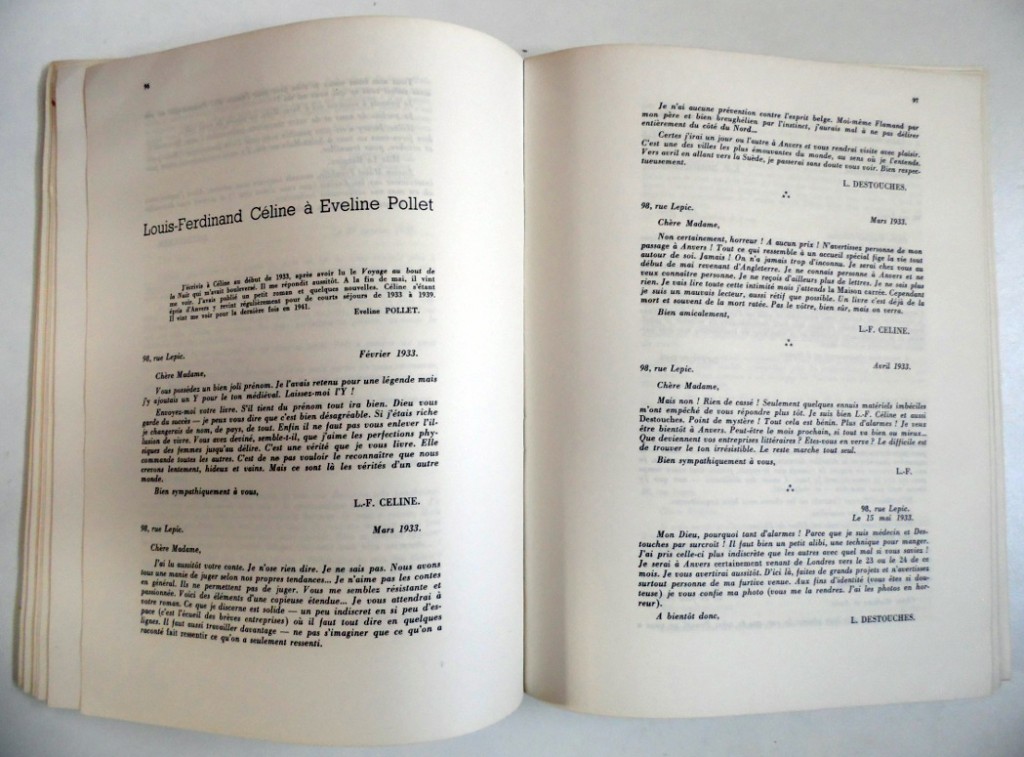 96
Louis-Ferdinand Céline à Eveline Pollet
J'écrivis à Céline au début de 1933, après avoir lu le Voyage au bout de
la Nuit qui m'avait bouleversé. Il me répondit aussitôt. A la fin de mai, il vint
me voir. J'avais publié un petit roman et quelques nouvelles. Céline s'étant
épris d'Anvers y revint régulièrement pour de courts séjours de 1933 à 1939.
Il vint me voir pour la dernière fois en 1941.
Eveline POLLET.
98, rue Lepic.
Février 1933.
Chère Madame,
Vous possédez un bien joli prénom. Je l'avais retenu pour une légende mais
j'y ajoutais un Y pour le ton médiéval. Laissez-moi l'Y !
Envoyez-moi votre livre. S'il tient du prénom tout ira bien. Dieu vous
garde du succès — je peux vous dire que c'est bien désagréable. Si j'étais riche
je changerais de nom, de pays, de tout. Enfin il ne faut pas vous enlever l'il-
lusion de vivre. Vous avez deviné, semble-t-il, que j'aime les perfections phy-
siques des femmes jusqu'au délire. C'est une vérité que je vous livre. Elle
commande toutes les autres. C'est de ne pas vouloir le reconnaître que nous
crevons lentement, hideux et vains. Mais ce sont là les vérités d'un autre
monde.
Bien sympathiquement à vous,
L.-F. CELINE.
98, rue Lepic.
Mars 1933.
Chère Madame,
J'ai lu aussitôt votre conte. Je n'ose rien dire. Je ne sais pas. Nous avons
tous une manie de juger selon nos propres tendances... Je n'aime pas les contes
en général. Ils ne permettent pas de juger. Vous me semblez résistante et
passionnée. Voici des éléments d'une copieuse étendue... Je vous attendrai à
votre roman. Ce que je discerne est solide — un peu indiscret en si peu d'es-
pace (c'est l'écueil des brèves entreprises) où il faut tout dire en quelques
lignes. Il faut aussi travailler davantage — ne pas s'imaginer que ce qu'on a
raconté fait ressentir ce qu'on a seulement ressenti.
97
Je n'ai aucune prévention contre l'esprit belge. Moi-même Flamand par
mon père et bien breughélien par l'instinct, j'aurais mal à ne pas délirer
entièrement du côté du Nord...
Certes j'irai un jour ou l'autre à Anvers et vous rendrai visite avec plaisir.
C'est une des villes les plus émouvantes du monde, au sens où je l'entends.
Vers avril en allant vers la Suède, je passerai sans doute vous voir. Bien respec-
tueusement.
L. DESTOUCHES.
98, rue Lepic.
Mars 1933.
Chère Madame,
Non certainement, horreur ! A aucun prix ! N'avertissez personne de mon
passage à Anvers ! Tout ce qui ressemble à un accueil spécial fige la vie tout
autour de soi. Jamais ! On n'a jamais trop d'inconnu. Je serai chez vous au
début de mai revenant d'Angleterre. Je ne connais personne à Anvers et ne
veux connaître personne. Je ne reçois d'ailleurs plus de lettres. Je ne sais plus
rien. Je vais lire toute cette intimité mais j'attends la Maison carrée. Cependant
je suis un mauvais lecteur, aussi rétif que possible. Un livre c'est déjà de la
mort et souvent de la mort ratée. Pas le vôtre, bien sûr, mais on verra.
Bien amicalement,
L.-F. CELINE.
98, rue Lepic.
Avril 1933.
Chère Madame,
Mais non ! Rien de cassé ! Seulement quelques ennuis matériels imbéciles
m'ont empêché de vous répondre plus tôt. Je suis bien L.-F. Céline et aussi
Destouches. Point de mystère ! Tout cela est bénin. Plus d'alarmes ! Je veux
être bientôt à Anvers. Peut-être le mois prochain, si tout va bien ou mieux...
Que deviennent vos entreprises littéraires ? Etes-vous en verve ? Le difficile est
de trouver le ton irrésistible. Le reste marche tout seul.
Bien sympathiquement à vous,
L.-F.
98, rue Lepic.
Le 15 mai 1933.
Mon Dieu, pourquoi tant d'alarmes ! Parce que je suis médecin et Des-
touches par surcroît ! Il faut bien un petit alibi, une technique pour manger.
J'ai pris celle-ci plus indiscrète que les autres avec quel mal si vous saviez !
Je serai à Anvers certainement venant de Londres vers le 23 ou le 24 de ce
mois. Je vous avertirai aussitôt. D'ici là, faites de grands projets et n'avertissez
surtout personne de ma furtive venue. Aux fins d'identité (vous êtes si dou-
teuse) je vous confie ma photo (vous me la rendrez. J'ai les photos en hor-
reur).
A bientôt donc,
L. DESTOUCHES.